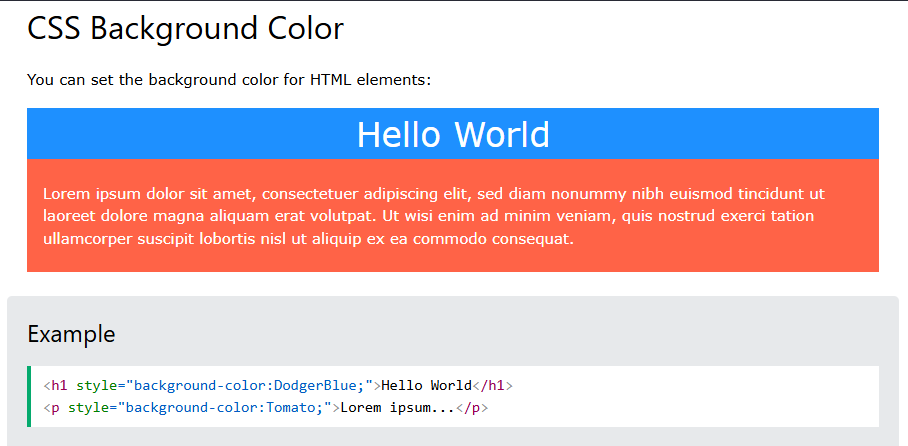 CSS Background Color
You can set the background color for HTML elements:
Hello World
Lorem ipsum dolor sit amet, consectetuer adipiscing elit, sed diam nonummy nibh euismod tincidunt ut
laoreet dolore magna aliquam erat volutpat. Ut wisi enim ad minim veniam, quis nostrud exerci tation
ullamcorper suscipit lobortis nisl ut aliquip ex ea commodo consequat.
Example
<h1 style="background-color:DodgerBlue;">Hello World</h1>
<p style="background-color:Tomato;">Lorem ipsum...</p>